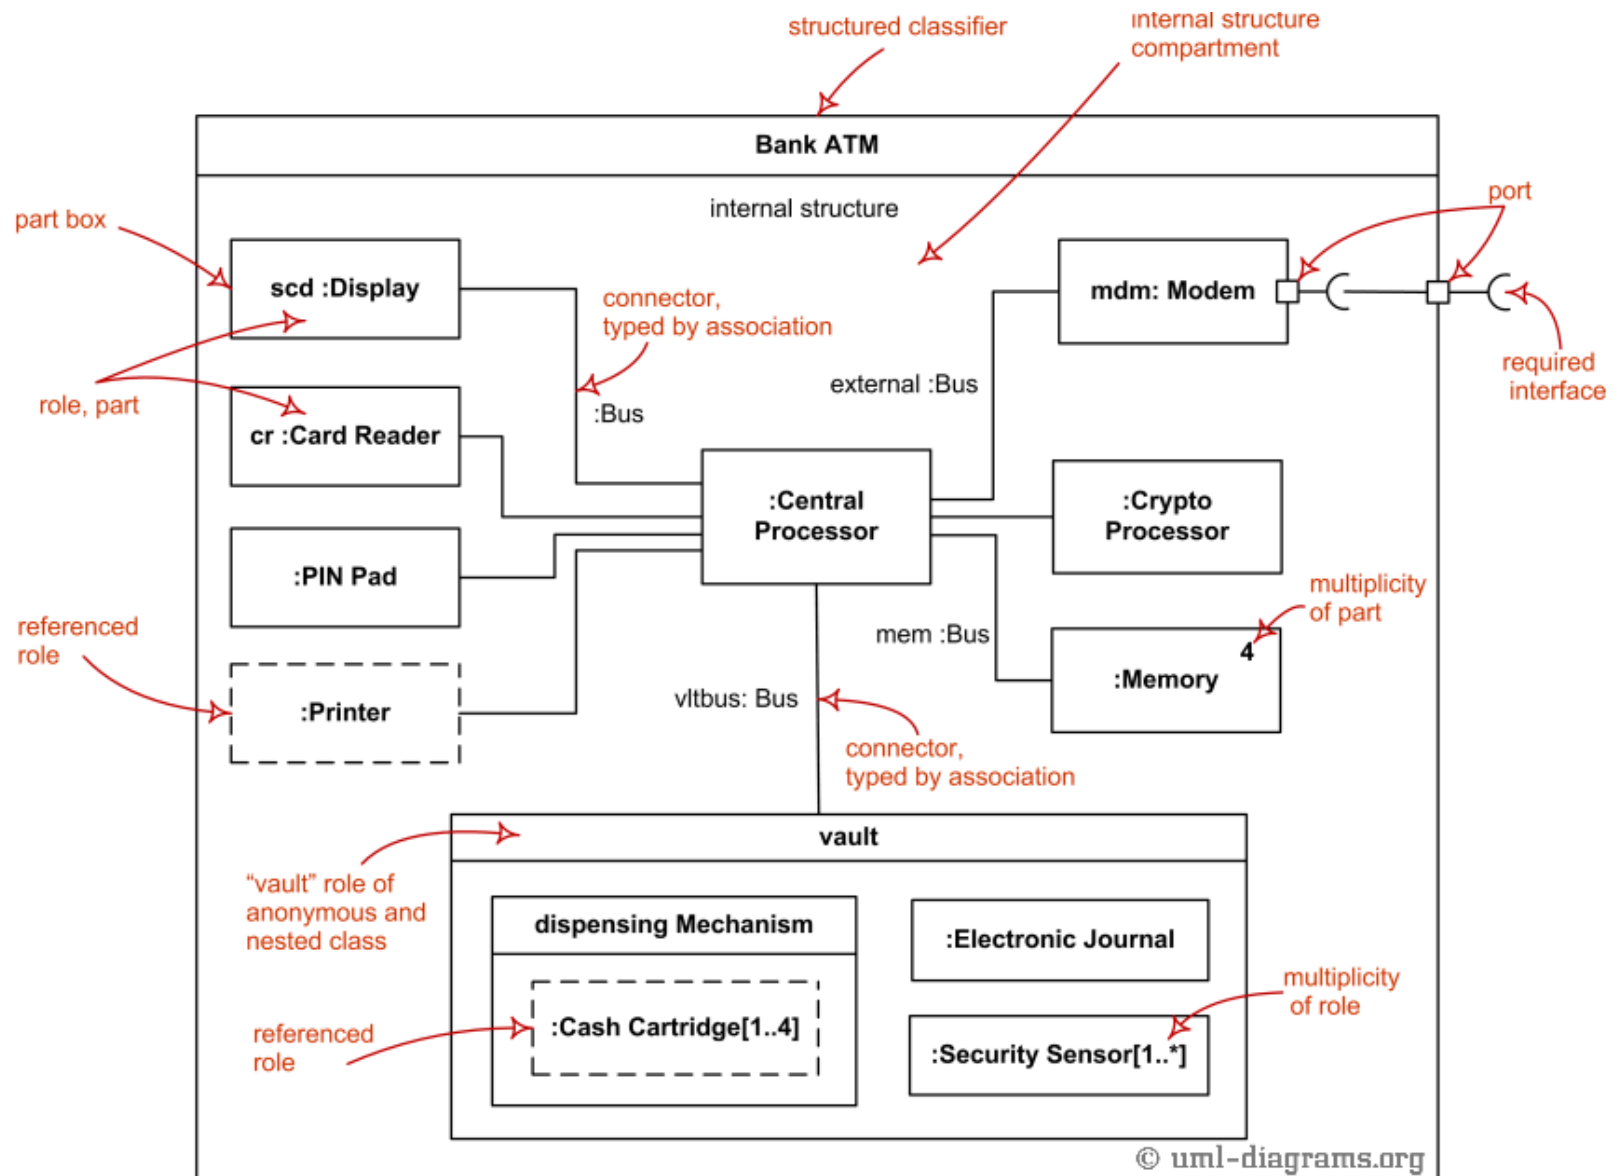 structured classifier
internal structure
compartment
Bank ATM
internal structure
port
part box
scd :Display
connector,
typed by association
mdm: Modem
required
interface
external :Bus
role, part
:Bus
cr :Card Reader
:Central
Processor
:Crypto
Processor
:PIN Pad
multiplicity
of part
referenced
role
mem :Bus
4
:Memory
:Printer
vltbus: Bus
connector,
typed by association
vault
“vault” role of
anonymous and
nested class
dispensing Mechanism
:Electronic Journal
multiplicity
of role
referenced
role
:Cash Cartridge[1..4]
:Security Sensor[1..*]
© uml-diagrams.org